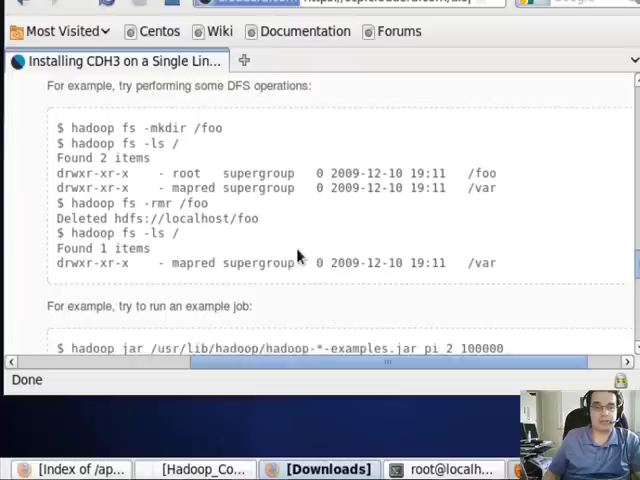 Most Visited
Centos
Wiki
Documentation
Forums
Installing CDH3 on a Single Lin...
For example, try performing some DFS operations:
$ hadoop fs -mkdir /foo
$ hadoop fs -ls /
Found 2 items
drwxr-xr-x - root supergroup 0 2009-12-10 19:11 /foo
drwxr-xr-x - mapred supergroup 0 2009-12-10 19:11 /var
$ hadoop fs -rmr /foo
Deleted hdfs://localhost/foo
$ hadoop fs -ls /
Found 1 items
drwxr-xr-x - mapred supergroup 0 2009-12-10 19:11 /var
For example, try to run an example job:
$ hadoop jar /usr/lib/hadoop/hadoop-*-examples.jar pi 2 100000
Done
[Index of /ap...
[Hadoop_Co...
[Downloads]
root@localh...